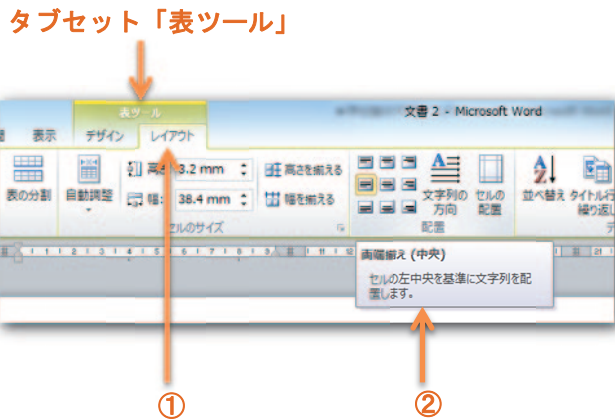 タブセット「表ツール」
表ツール
文書 2 - Microsoft Word
表示 デザイン レイアウト
表の分割
自動調整
高さ: 3.2 mm
幅: 38.4 mm
高さを揃える
幅を揃える
セルのサイズ
文字列の
方向
セルの
配置
配置
並べ替え
タイトル行
繰り返し
両端揃え (中央)
セルの左中央を基準に文字列を配
置します。
① ②